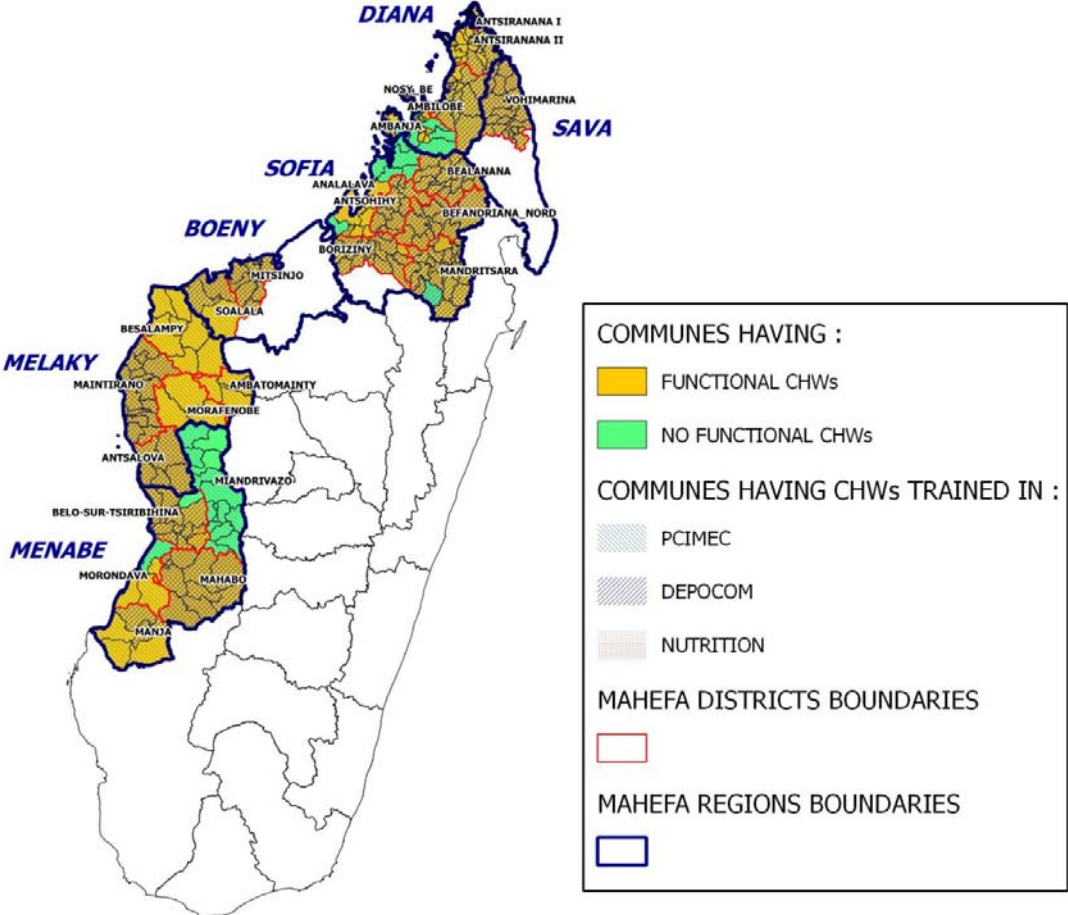 DIANA
ANTSIRANANA I
ANTSIRANANA II
NOSY_BE
AMBILOBE
VOHIMARINA
AMBANJA
SAVA
SOFIA
BEALANANA
ANALALAVA
ANTSOHIHY
BEFANDRIANA_NORD
BOENY
BORIZINY
MANDRITSARA
MITSINJO
SOALALA
BESALAMPY
MELAKY
MAINTIRANO
AMBATOMAINTY
MORAFENOBE
ANTSALOVA
MIANDRIVAZO
BELO-SUR-TSIRIBIHINA
MENABE
MORONDAVA
MAHABO
MANJA
COMMUNES HAVING :
FUNCTIONAL CHWs
NO FUNCTIONAL CHWs
COMMUNES HAVING CHWs TRAINED IN :
PCIMEC
DEPOCOM
NUTRITION
MAHEFA DISTRICTS BOUNDARIES
MAHEFA REGIONS BOUNDARIES